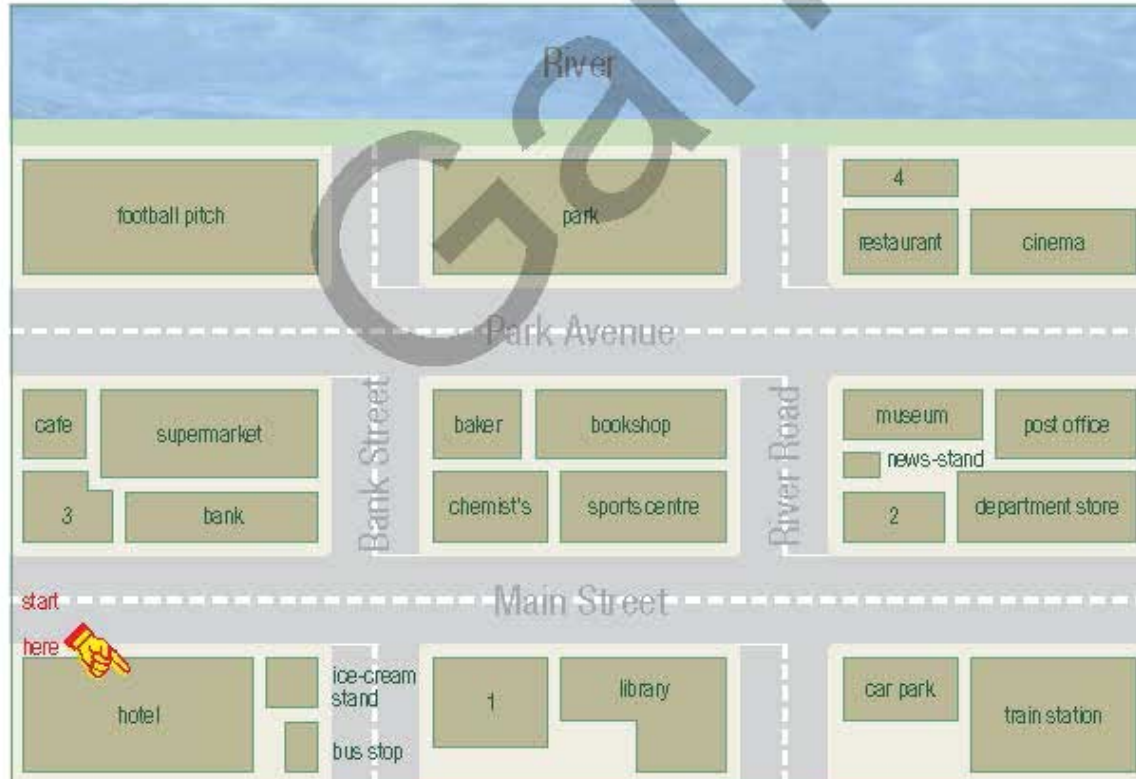 River
football pitch
park
4
restaurant
cinema
Park Avenue
cafe
supermarket
Bank Street
baker
bookshop
River Road
museum
post office
news-stand
3
bank
chemist's
sports centre
2
department store
start
Main Street
here
hotel
ice-cream
stand
bus stop
1
library
car park
train station